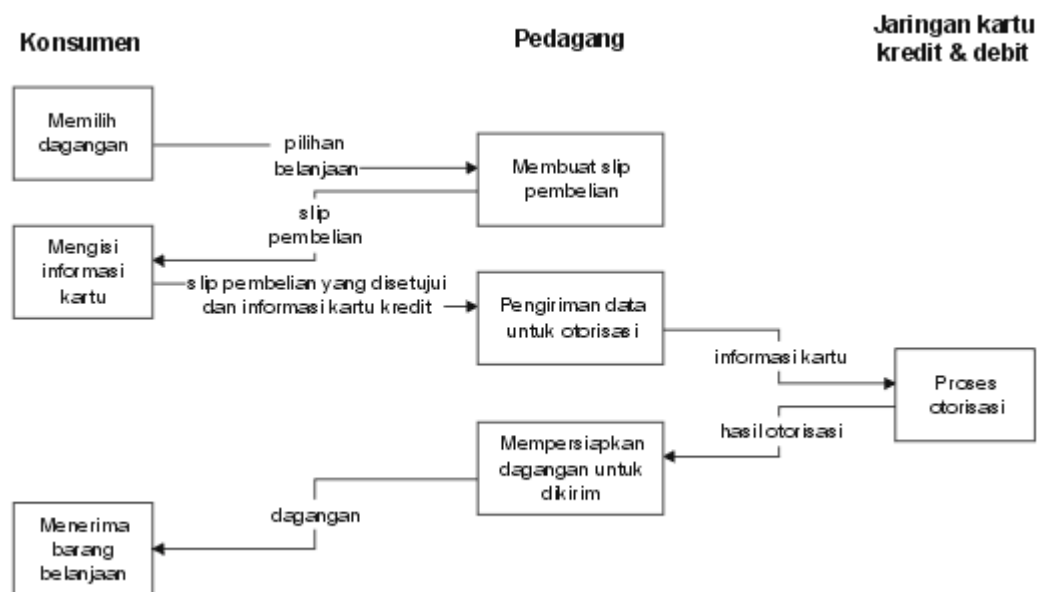 Konsumen
Pedagang
Jaringan kartu
kredit & debit
Memilih
dagangan
pilihan
belanjaan
Membuat slip
pembelian
slip
pembelian
Mengisi
informasi
kartu
slip pembelian yang disetujui
dan informasi kartu kredit
Pengiriman data
untuk otorisasi
informasi kartu
Proses
otorisasi
hasil otorisasi
Mempersiapkan
dagangan untuk
dikirim
dagangan
Menerima
barang
belanjaan